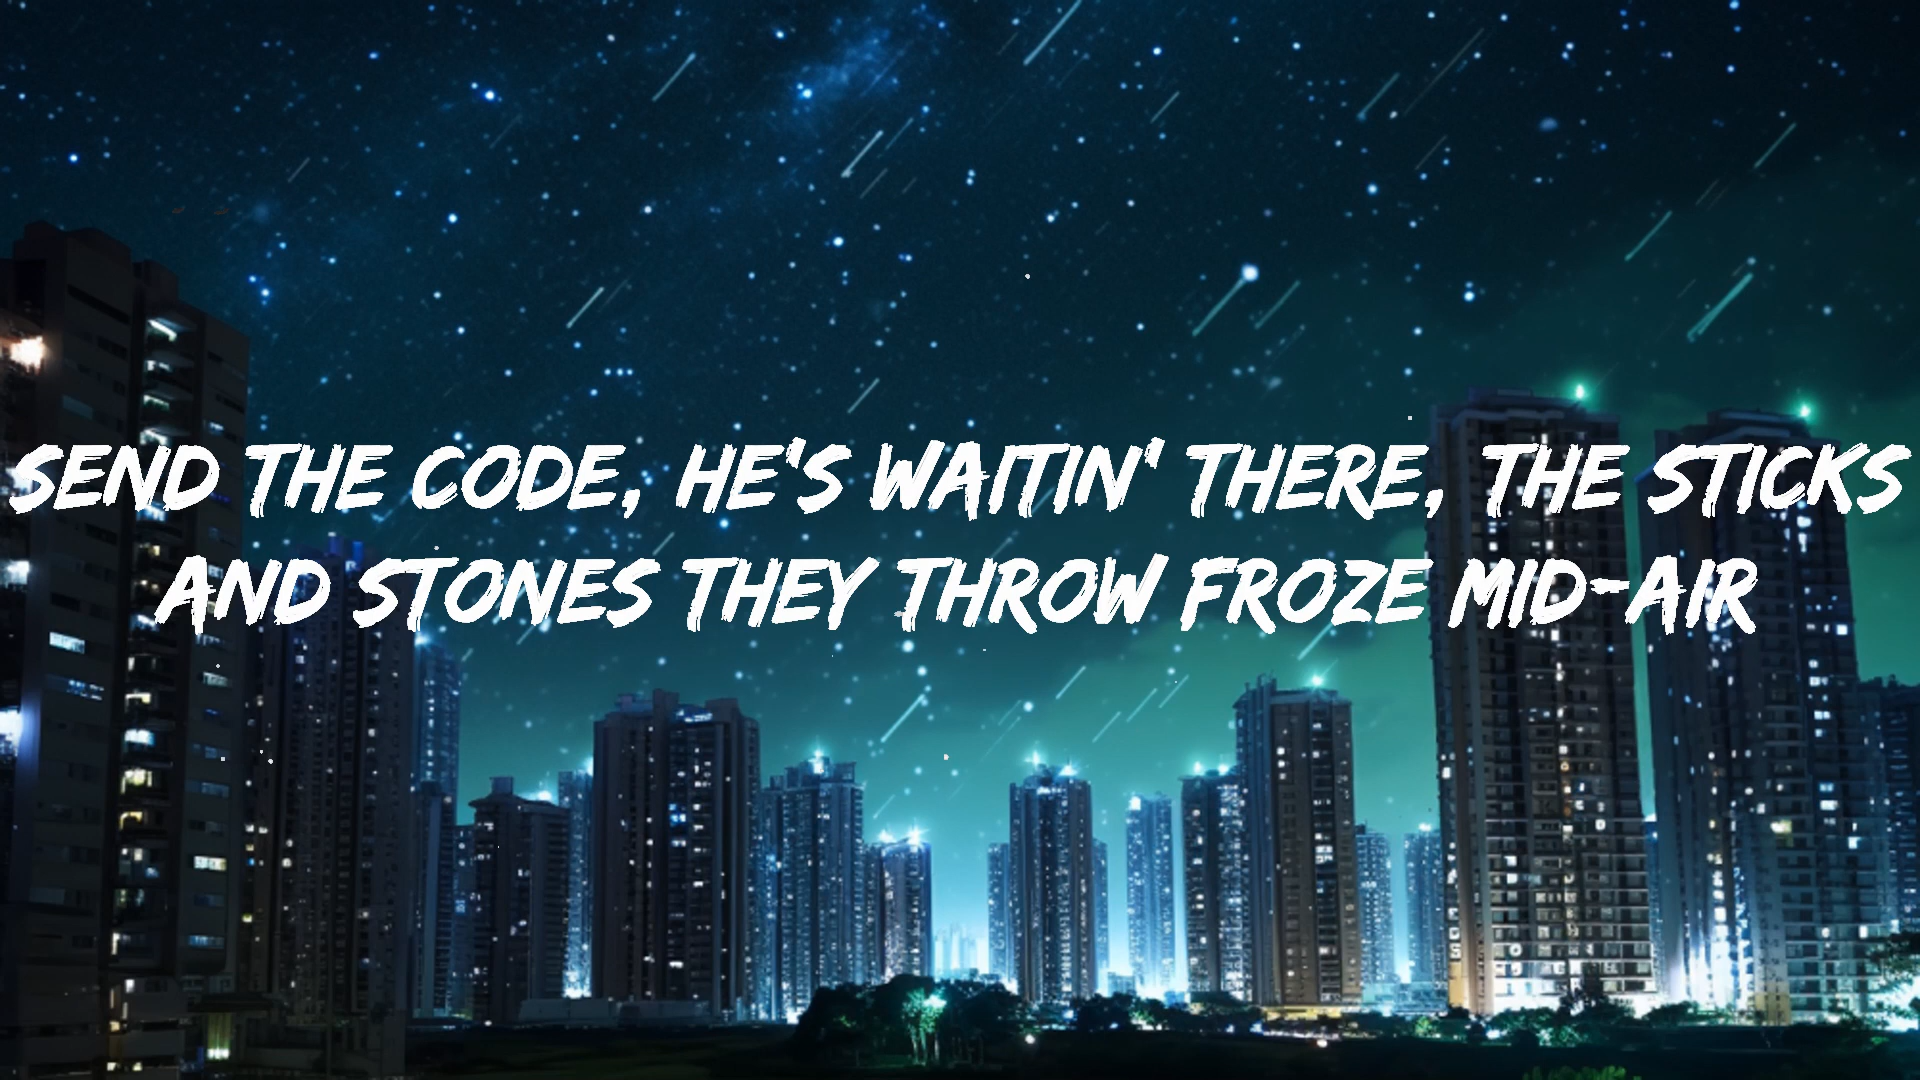 SEND THE CODE, HE'S WAITIN' THERE, THE STICKS
AND STONES THEY THROW FROZE MID-AIR